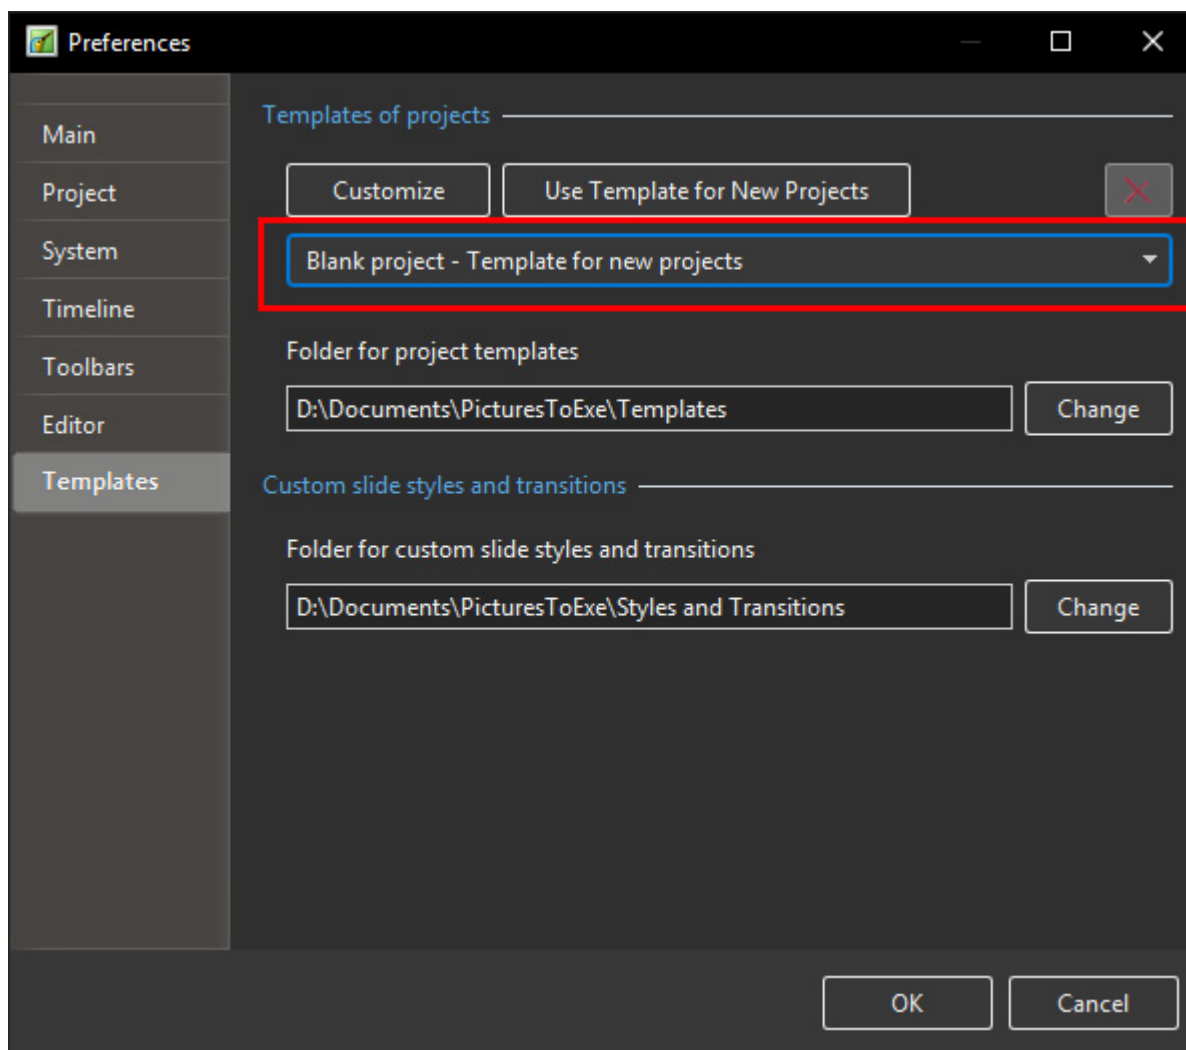 Preferences
Main
Project
System
Timeline
Toolbars
Editor
Templates
Templates of projects
Customize
Use Template for New Projects
Blank project - Template for new projects
Folder for project templates
D:\Documents\PicturesToExe\Templates
Change
Custom slide styles and transitions
Folder for custom slide styles and transitions
D:\Documents\PicturesToExe\Styles and Transitions
Change
OK
Cancel